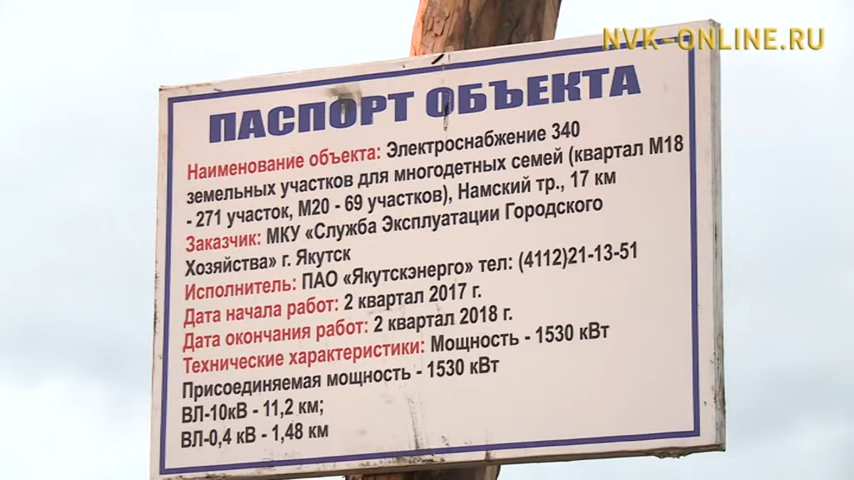 NVK-ONLINE.RU
ПАСПОРТ ОБЪЕКТА
Наименование объекта: Электроснабжение 340
земельных участков для многодетных семей (квартал М18
- 271 участок, М20 - 69 участков), Намский тр., 17 км
Заказчик: МКУ «Служба Эксплуатации Городского
Хозяйства» г. Якутск
Исполнитель: ПАО «Якутскэнерго» тел: (4112)21-13-51
Дата начала работ: 2 квартал 2017 г.
Дата окончания работ: 2 квартал 2018 г.
Технические характеристики: Мощность - 1530 кВт
Присоединяемая мощность - 1530 кВт
ВЛ-10кВ - 11,2 км;
ВЛ-0,4 кВ - 1,48 км